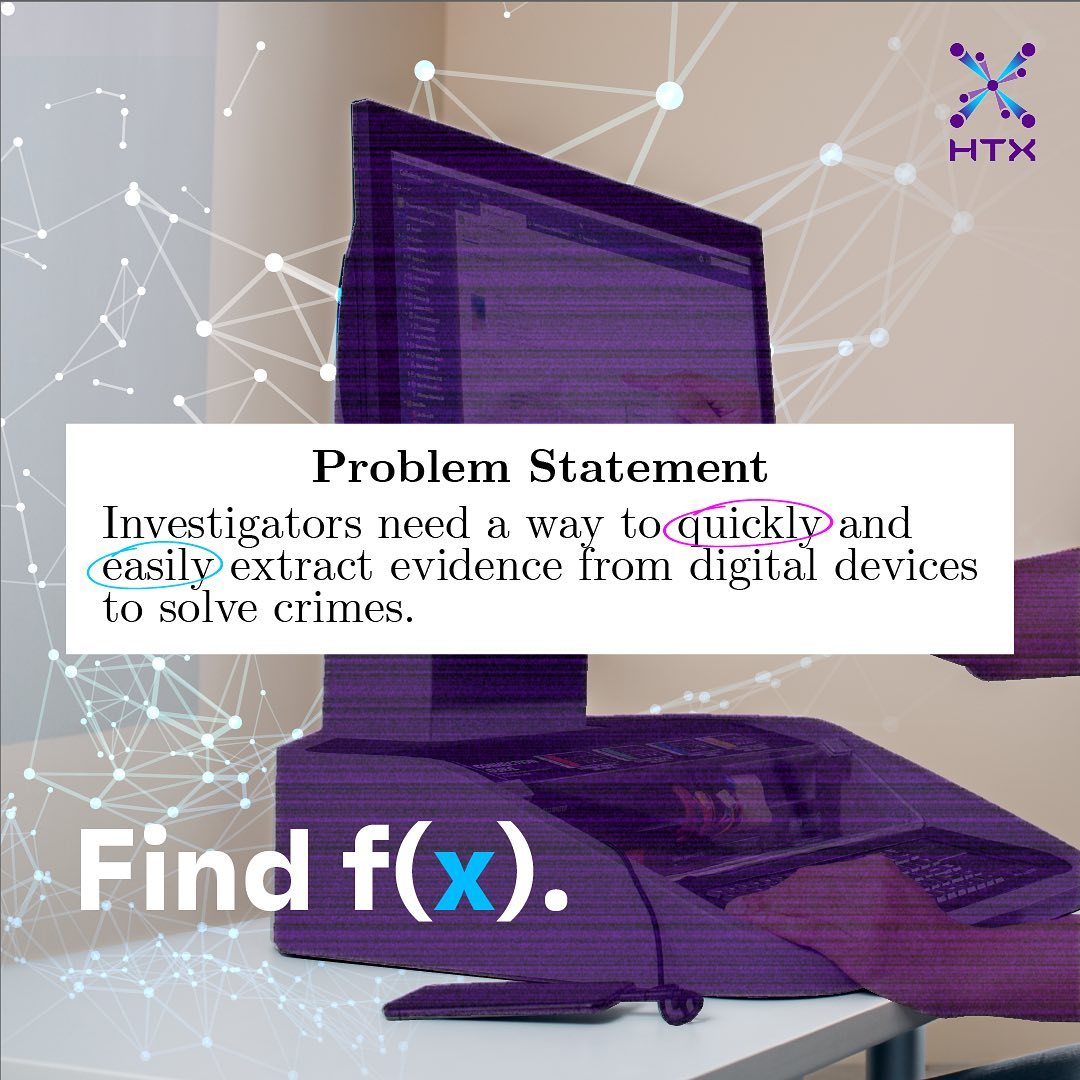 HTX
Problem Statement
Investigators need a way to quickly and
easily extract evidence from digital devices
to solve crimes.
Find f(x).